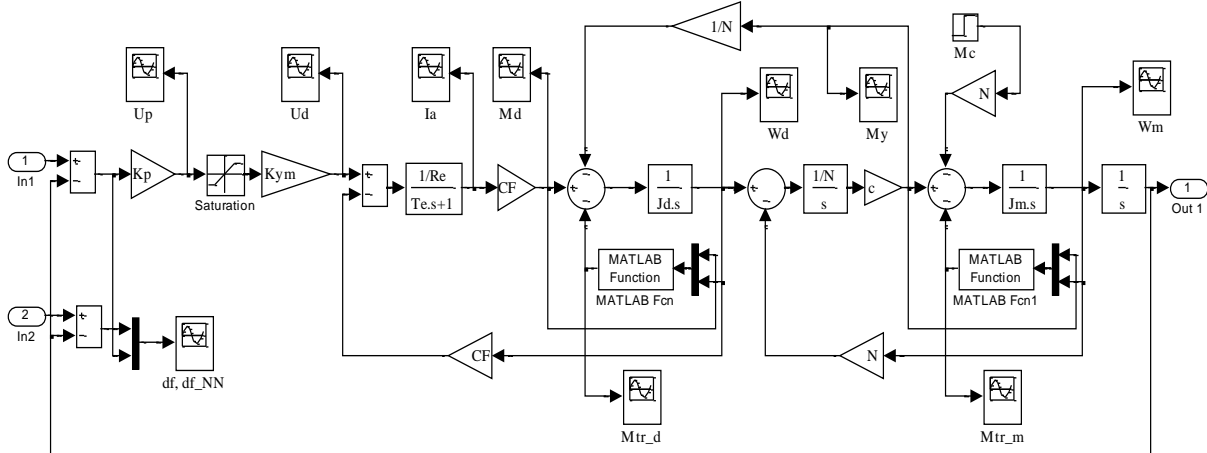 1/N
Mc
N
Up
Ud
Ia
Md
Wd
My
Wm
1
In1
+
−
Kp
Saturation
Kym
+
−
1/Re
Te.s+1
CF
−
+
−
1
Jd.s
+
−
1/N
s
c
−
+
−
1
Jm.s
1
s
1
Out 1
MATLAB
Function
MATLAB Fcn
MATLAB
Function
MATLAB Fcn1
2
In2
+
−
df, df_NN
CF
N
Mtr_d
Mtr_m